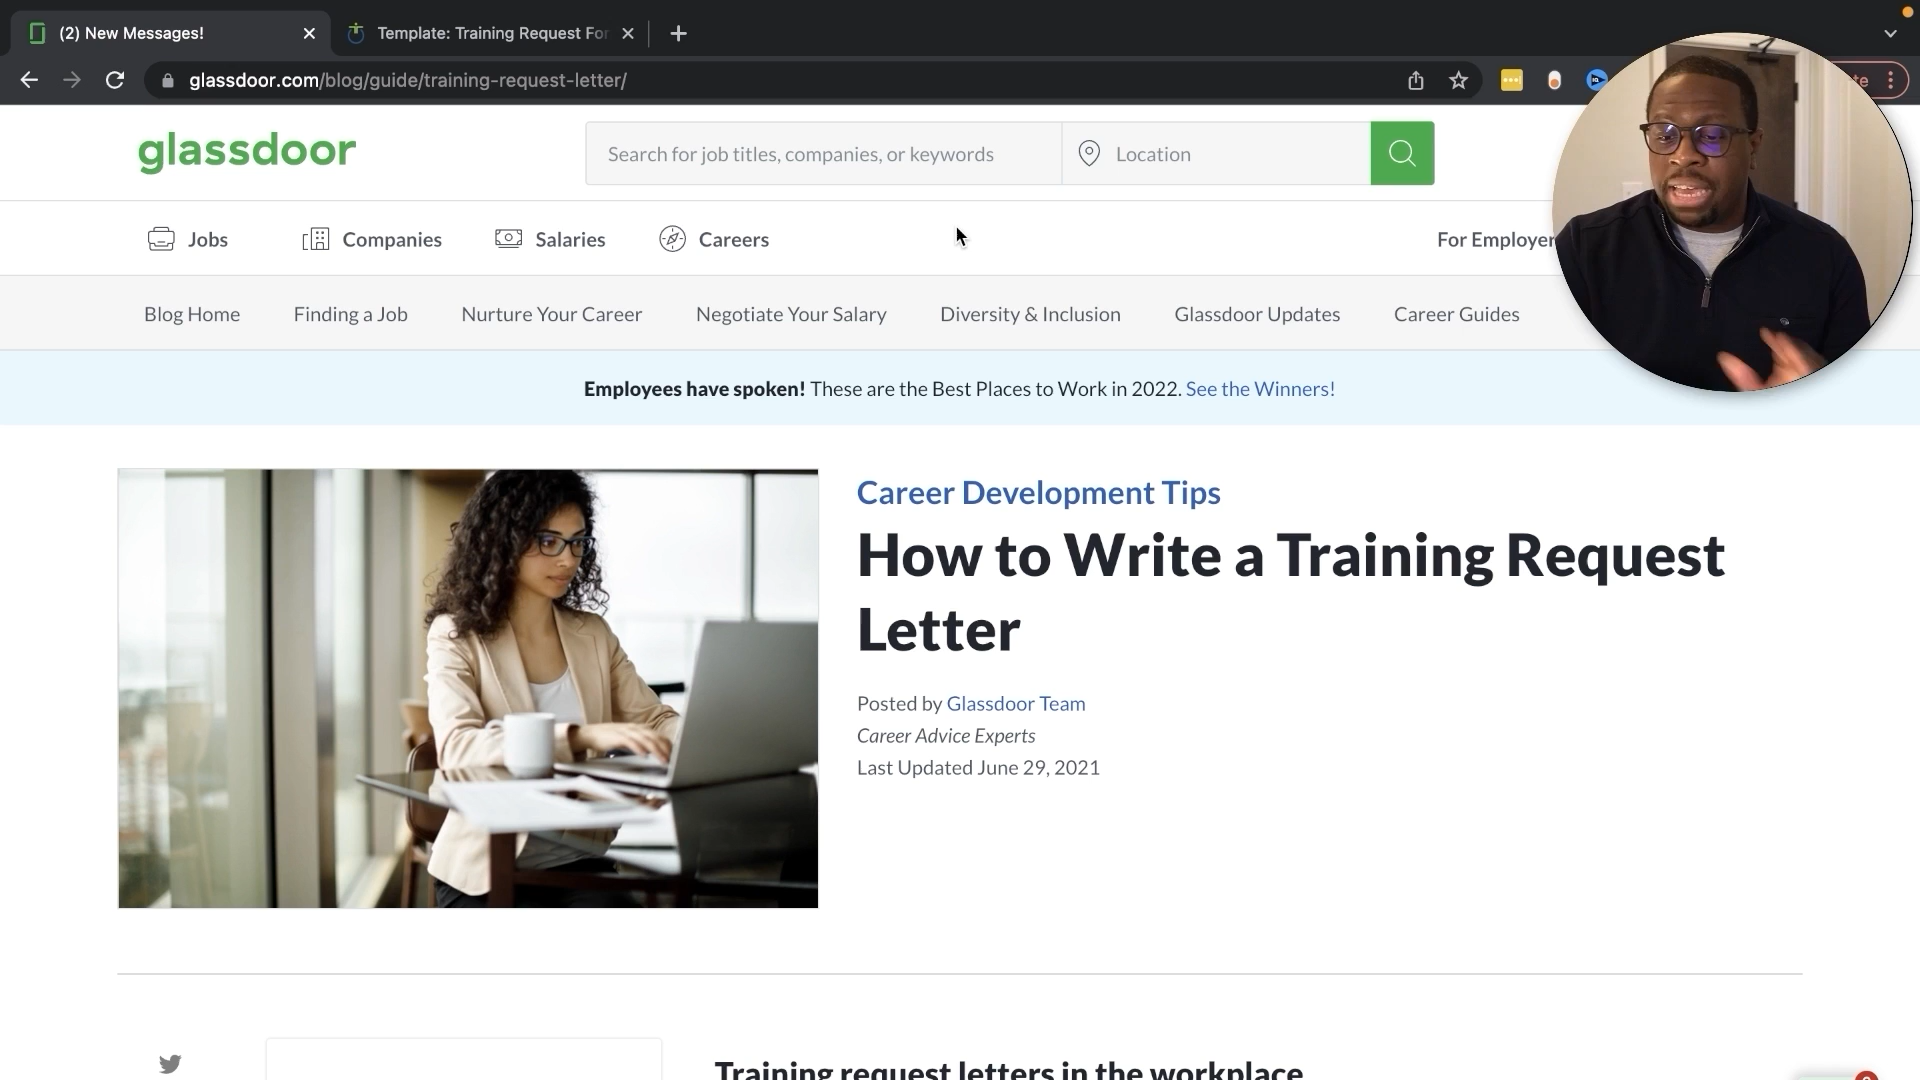 (2) New Messages!
Template: Training Request For
glassdoor.com/blog/guide/training-request-letter/
glassdoor
Search for job titles, companies, or keywords
Location
Jobs
Companies
Salaries
Careers
For Employer
Blog Home
Finding a Job
Nurture Your Career
Negotiate Your Salary
Diversity & Inclusion
Glassdoor Updates
Career Guides
Employees have spoken! These are the Best Places to Work in 2022. See the Winners!
Career Development Tips
How to Write a Training Request
Letter
Posted by Glassdoor Team
Career Advice Experts
Last Updated June 29, 2021
Training request letters in the workplace